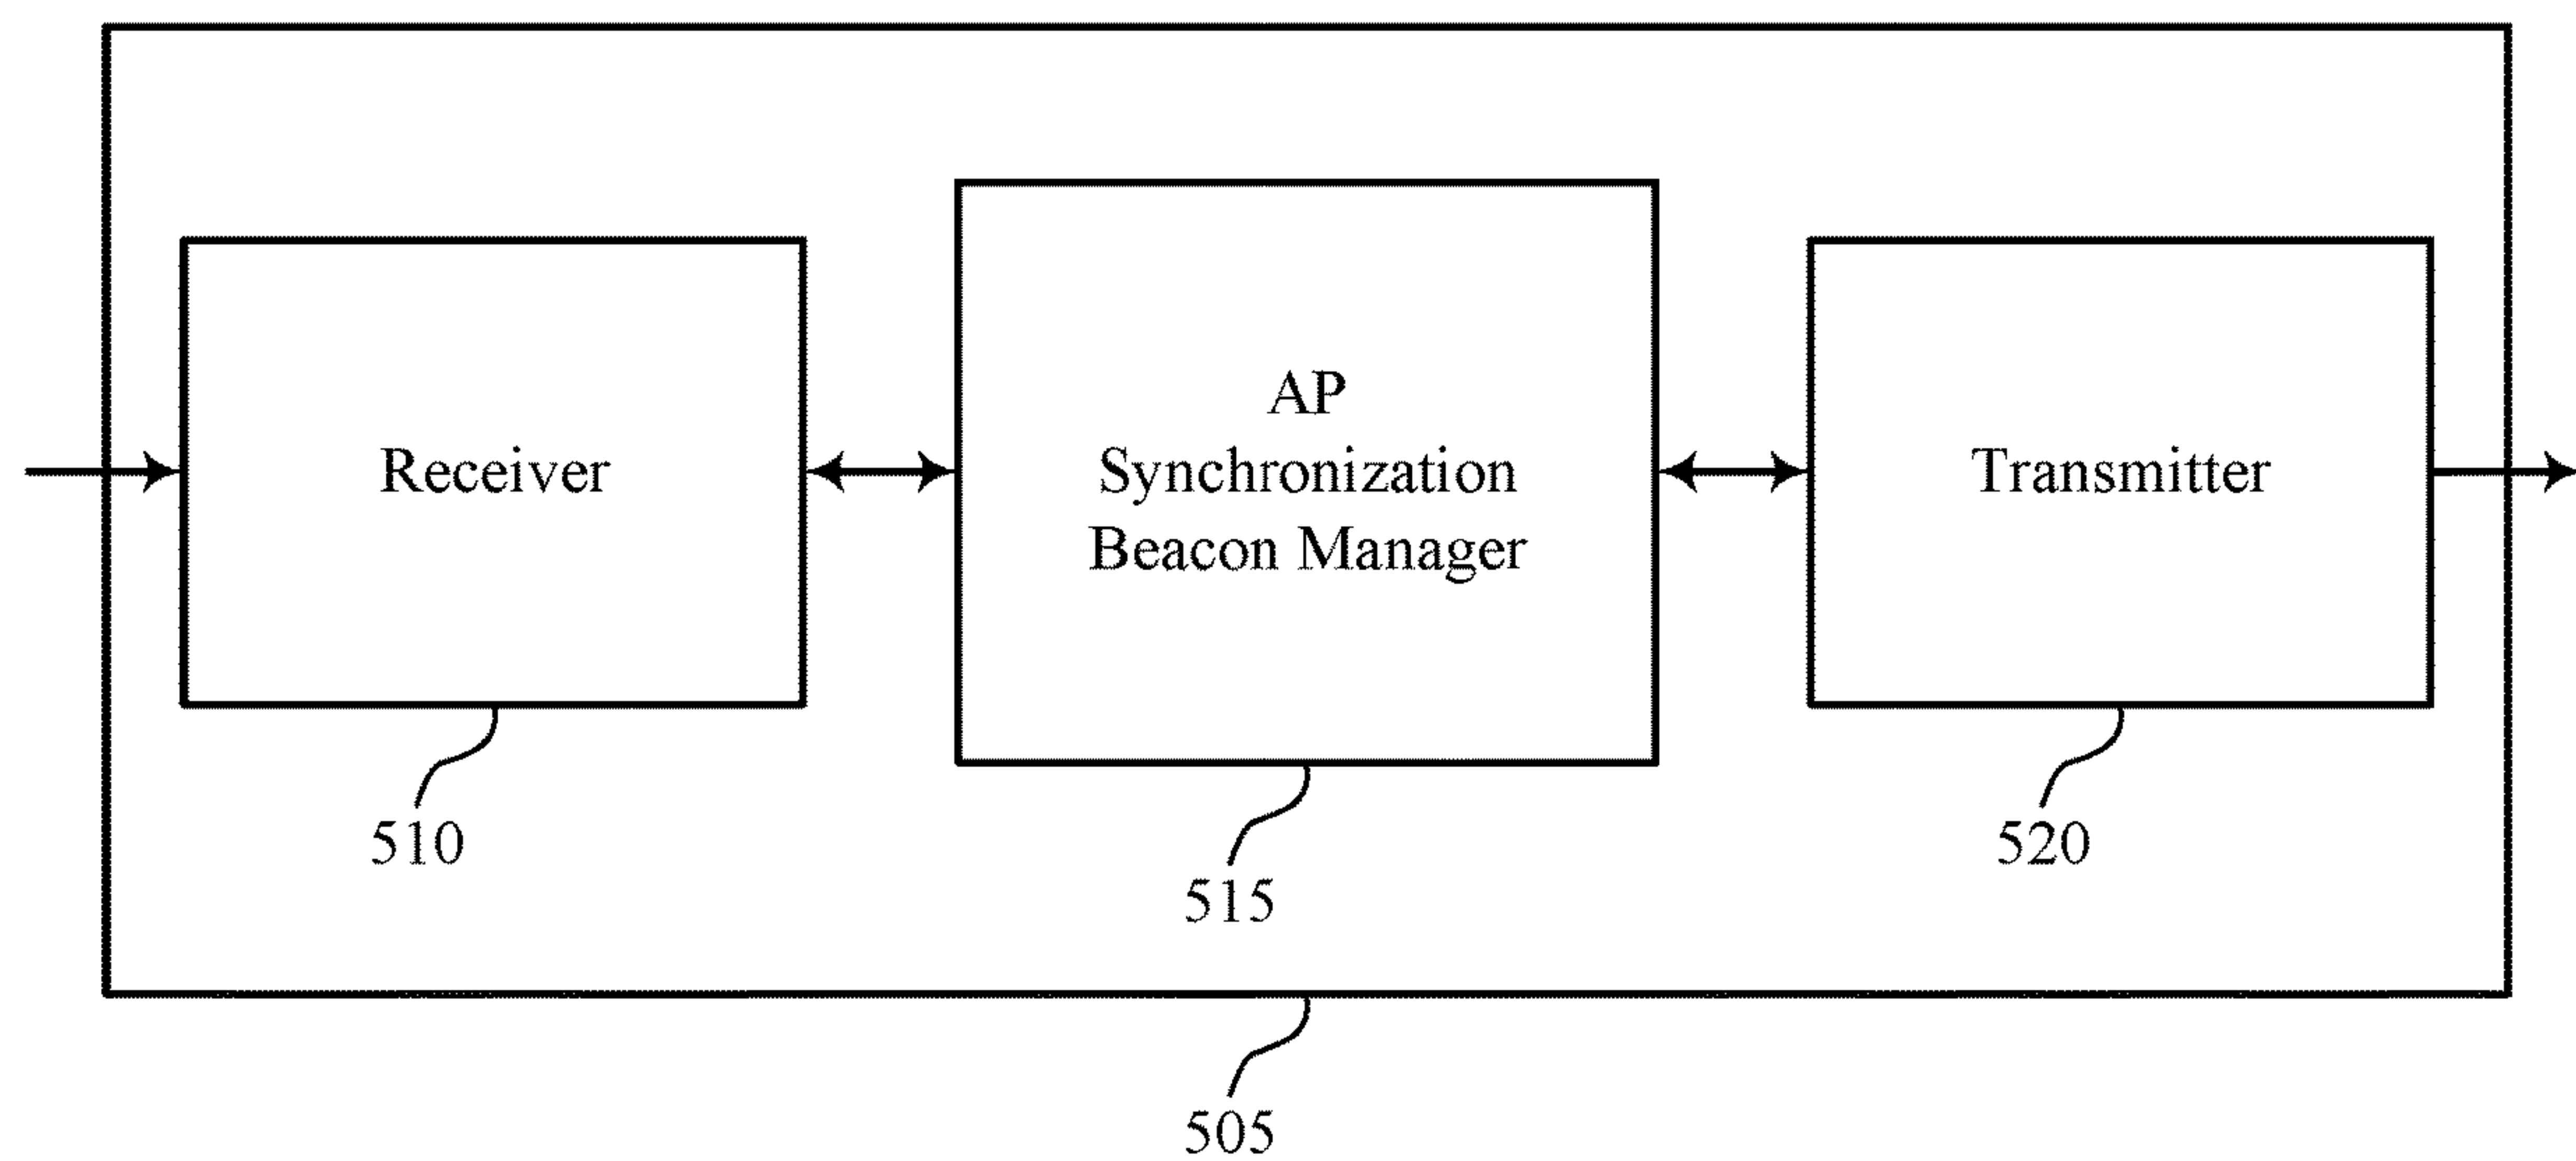 Receiver
AP
Synchronization
Beacon Manager
Transmitter
510
515
520
505